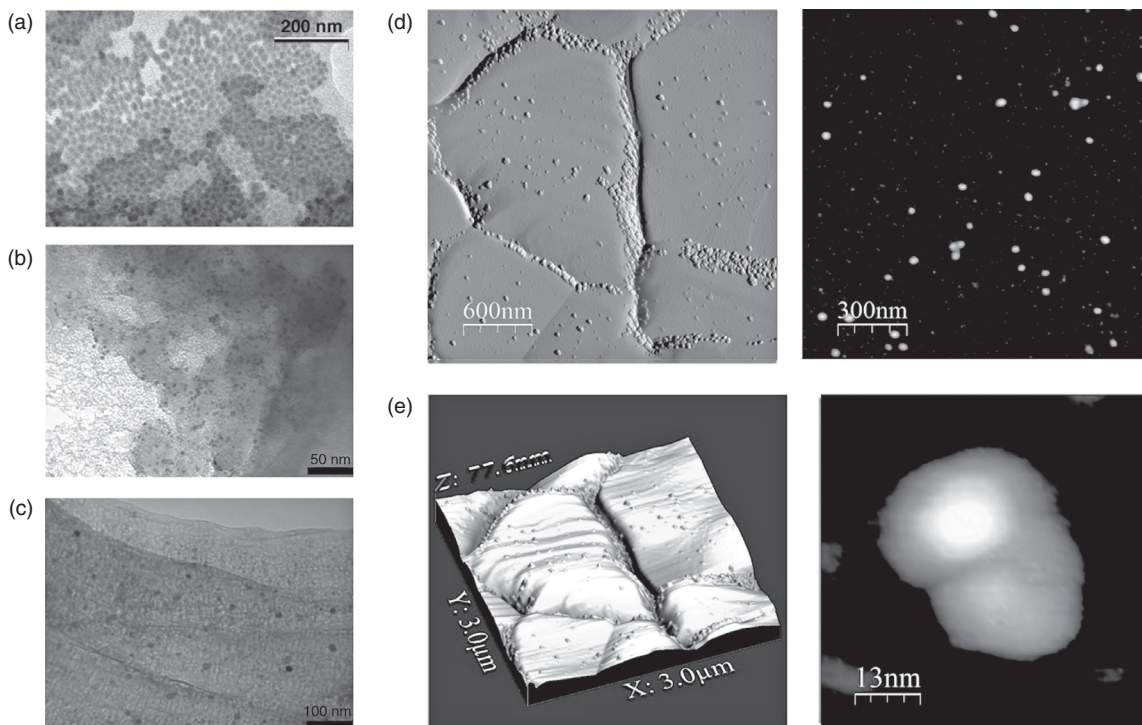 (a)
200 nm
(b)
50 nm
(c)
100 nm
(d)
600nm
300nm
(e)
Z: 77.6nm
Y: 3.0µm
X: 3.0µm
13nm